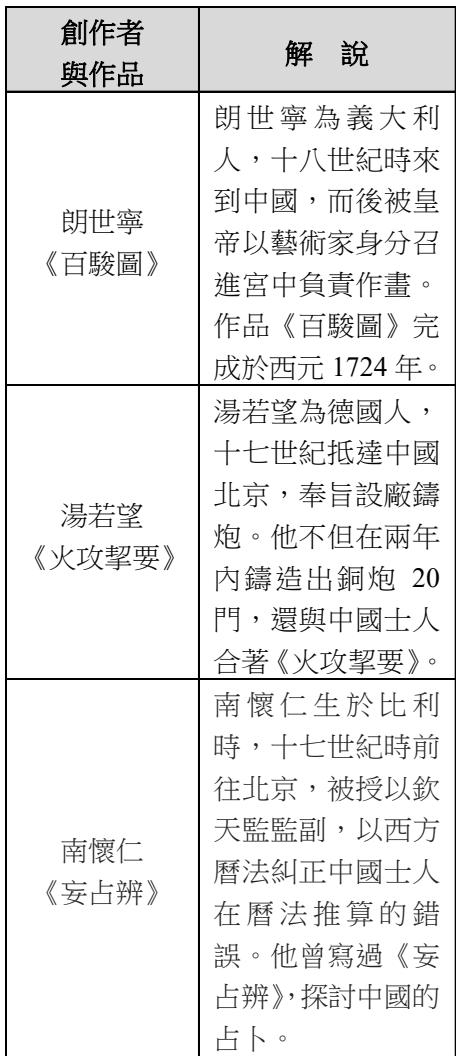 創作者
與作品
解 說
朗世寧
《百駿圖》
朗世寧為義大利
人，十八世紀時來
到中國，而後被皇
帝以藝術家身分召
進宮中負責作畫。
作品《百駿圖》完
成於西元 1724 年。
湯若望
《火攻挈要》
湯若望為德國人，
十七世紀抵達中國
北京，奉旨設廠鑄
炮。他不但在兩年
內鑄造出銅炮 20
門，還與中國士人
合著《火攻挈要》。
南懷仁
《妄占辨》
南懷仁生於比利
時，十七世紀時前
往北京，被授以欽
天監監副，以西方
曆法糾正中國士人
在曆法推算的錯
誤。他曾寫過《妄
占辨》，探討中國的
占卜。